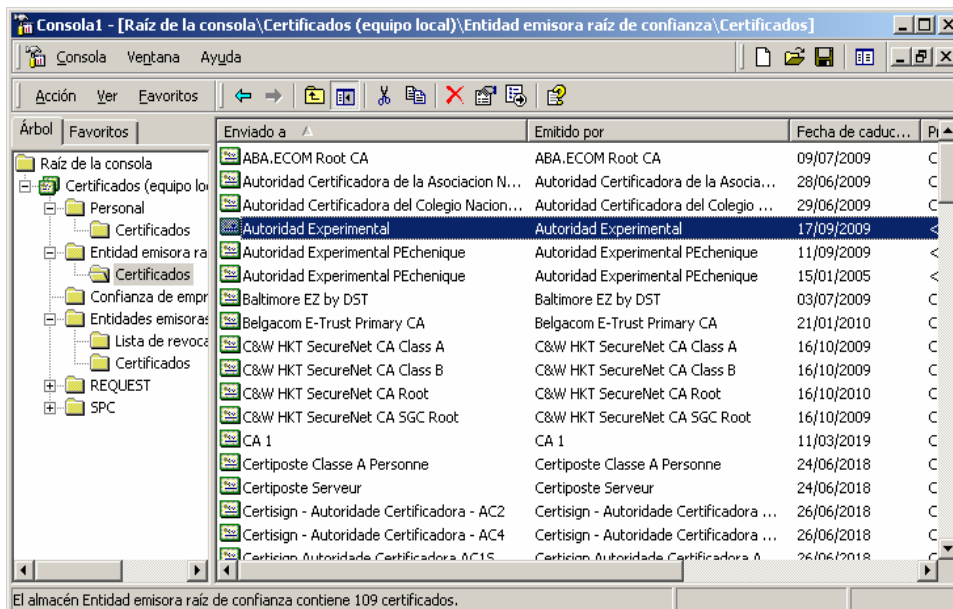 Consola1 - [Raíz de la consola\Certificados (equipo local)\Entidad emisora raíz de confianza\Certificados]
Consola Ventana Ayuda
Acción Ver Favoritos
Árbol Favoritos
Raíz de la consola
Certificados (equipo lo
Personal
Certificados
Entidad emisora ra
Certificados
Confianza de empr
Entidades emisoras
Lista de revoca
Certificados
REQUEST
SPC
Enviado a Emitido por Fecha de caduc...
ABA.ECOM Root CA ABA.ECOM Root CA 09/07/2009 C
Autoridad Certificadora de la Asociacion N... Autoridad Certificadora de la Asocia... 28/06/2009 C
Autoridad Certificadora del Colegio Nacion... Autoridad Certificadora del Colegio ... 29/06/2009 C
Autoridad Experimental Autoridad Experimental 17/09/2009 <
Autoridad Experimental PEchenique Autoridad Experimental PEchenique 11/09/2009 <
Autoridad Experimental PEchenique Autoridad Experimental PEchenique 15/01/2005 <
Baltimore EZ by DST Baltimore EZ by DST 03/07/2009 C
Belgacom E-Trust Primary CA Belgacom E-Trust Primary CA 21/01/2010 C
C&W HKT SecureNet CA Class A C&W HKT SecureNet CA Class A 16/10/2009 C
C&W HKT SecureNet CA Class B C&W HKT SecureNet CA Class B 16/10/2009 C
C&W HKT SecureNet CA Root C&W HKT SecureNet CA Root 16/10/2010 C
C&W HKT SecureNet CA SGC Root C&W HKT SecureNet CA SGC Root 16/10/2009 C
CA 1 CA 1 11/03/2019 C
Certiposte Classe A Personne Certiposte Classe A Personne 24/06/2018 C
Certiposte Serveur Certiposte Serveur 24/06/2018 C
Certisign - Autoridade Certificadora - AC2 Certisign - Autoridade Certificadora ... 26/06/2018 C
Certisign - Autoridade Certificadora - AC4 Certisign - Autoridade Certificadora ... 26/06/2018 C
Certisign Autoridade Certificadora AC1S Certisign Autoridade Certificadora A 26/06/2018 C
El almacén Entidad emisora raíz de confianza contiene 109 certificados.